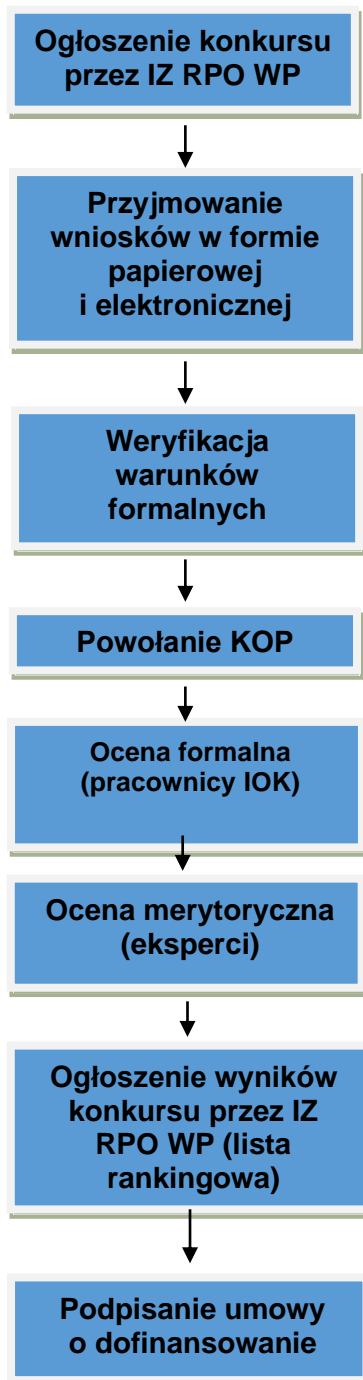 Ogłoszenie konkursu
przez IZ RPO WP
Przyjmowanie
wniosków w formie
papierowej
i elektronicznej
Weryfikacja
warunków
formalnych
Powołanie KOP
Ocena formalna
(pracownicy IOK)
Ocena merytoryczna
(eksperci)
Ogłoszenie wyników
konkursu przez IZ
RPO WP (lista
rankingowa)
Podpisanie umowy
o dofinansowanie